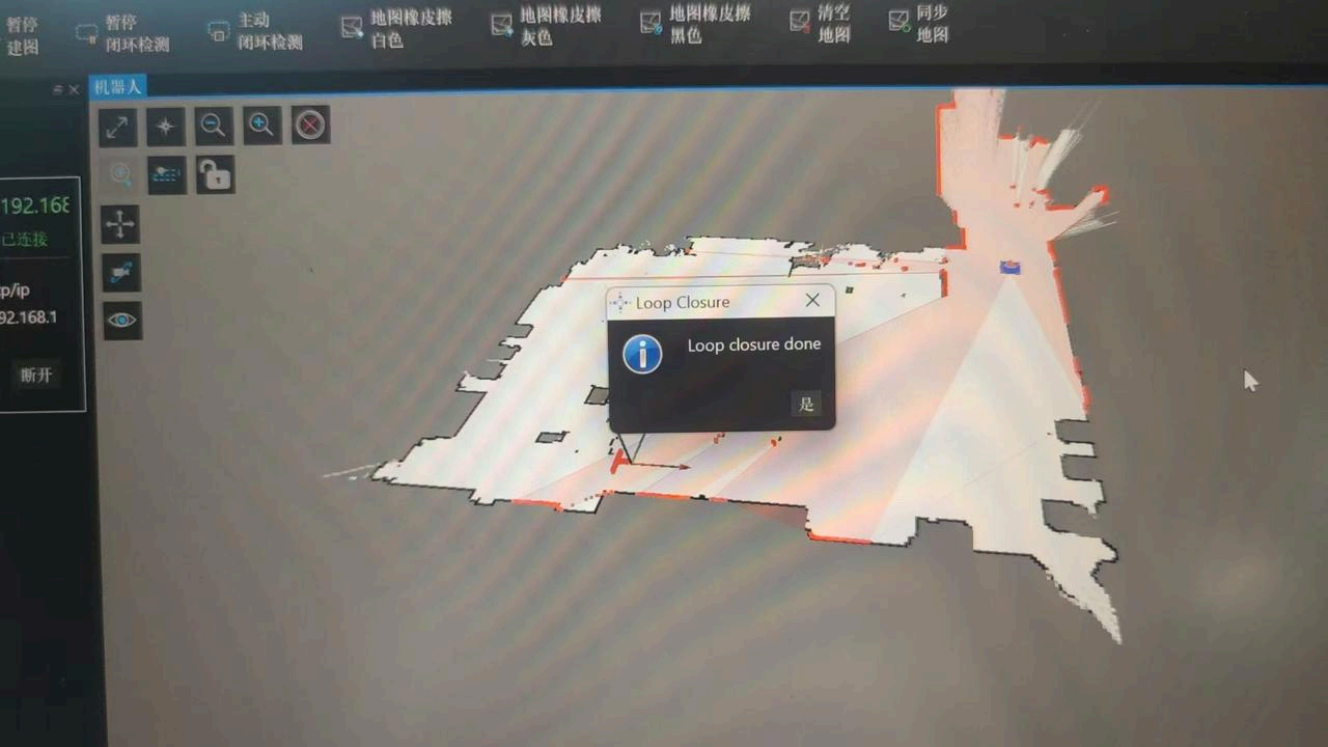 暂停
建图
暂停
闭环检测
主动
闭环检测
地图橡皮擦
白色
地图橡皮擦
灰色
地图橡皮擦
黑色
清空
地图
同步
地图
机器人
192.168
已连接
p/ip
92.168.1
断开
Loop Closure
Loop closure done
是